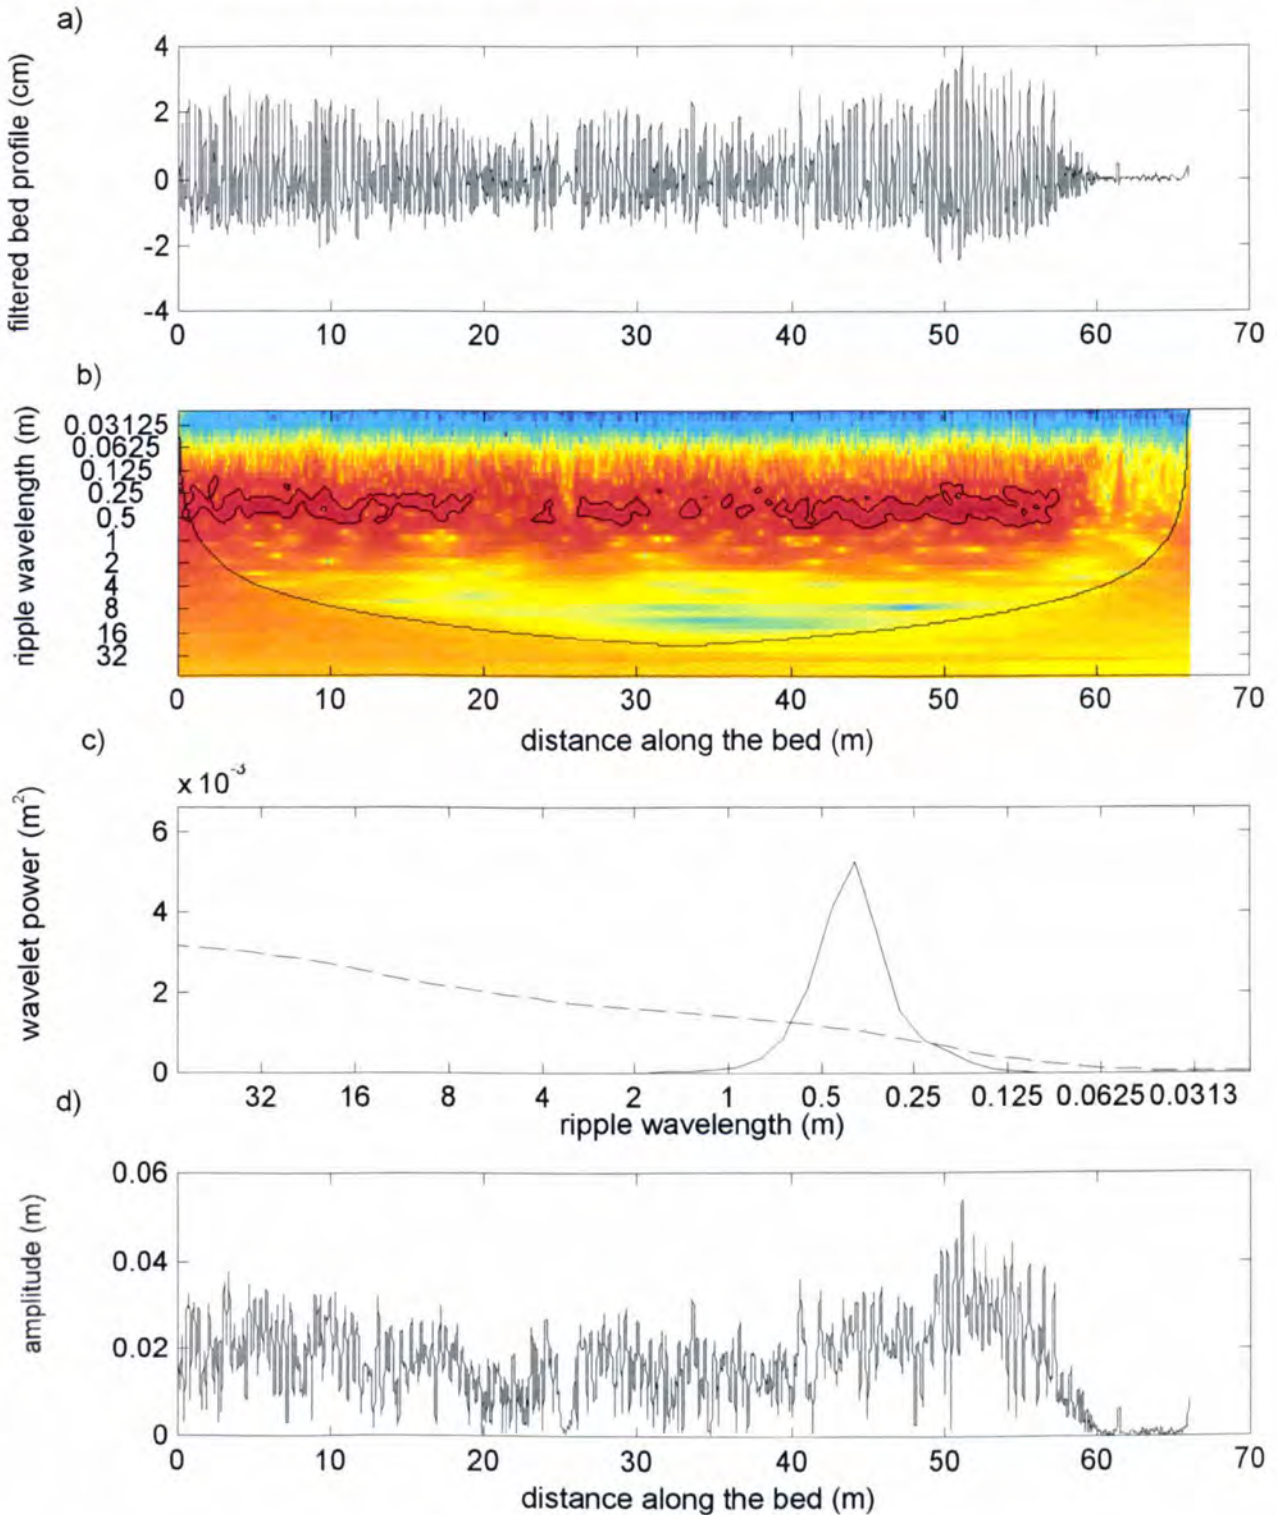 a)
filtered bed profile (cm)
4
2
0
-2
-4
0 10 20 30 40 50 60 70
b)
ripple wavelength (m)
0.03125
0.0625
0.125
0.25
0.5
1
2
4
8
16
32
0 10 20 30 40 50 60 70
distance along the bed (m)
c)
x 10⁻³
wavelet power (m²)
6
4
2
0
32 16 8 4 2 1 0.5 0.25 0.125 0.0625 0.0313
ripple wavelength (m)
d)
amplitude (m)
0.06
0.04
0.02
0
0 10 20 30 40 50 60 70
distance along the bed (m)